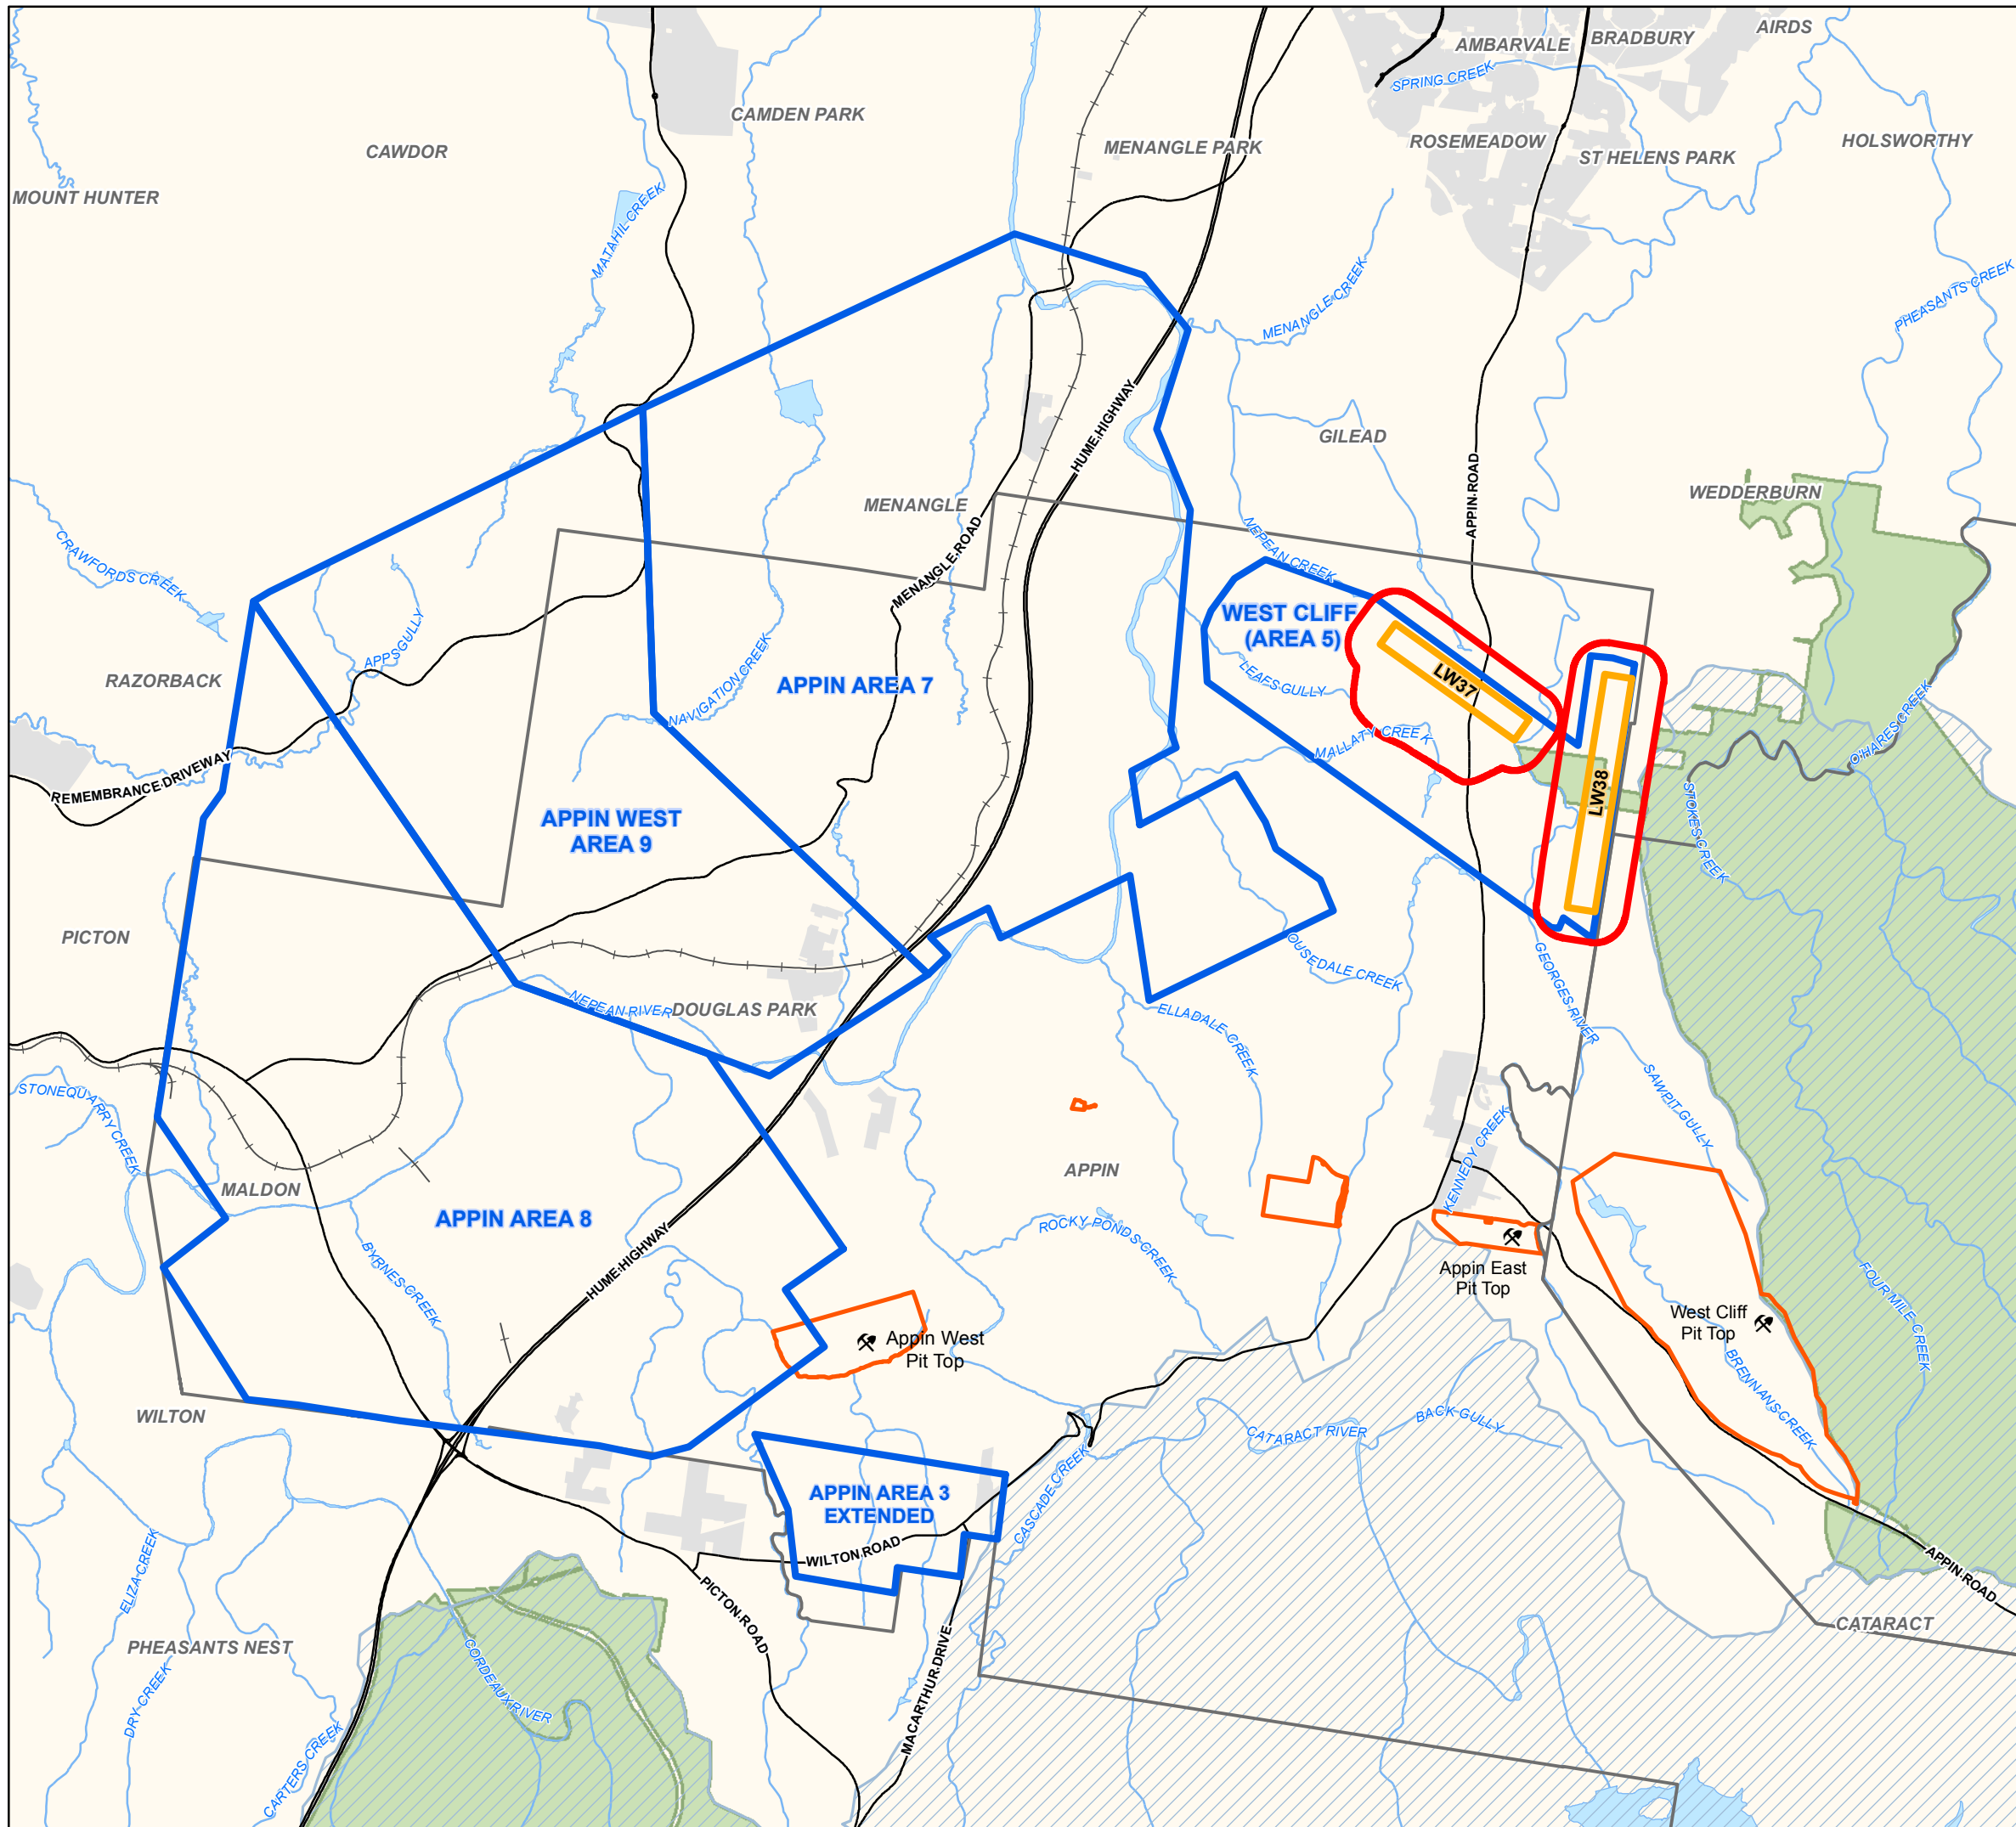 AIRDS
BRADBURY
AMBARVALE
SPRING CREEK
CAMDEN PARK
CAWDOR
MENANGLE PARK
ROSEMEADOW
ST HELENS PARK
HOLSWORTHY
MOUNT HUNTER
MATAHIL CREEK
MENANGLE CREEK
PHEASANTS CREEK
HUME HIGHWAY
GILEAD
APPIN ROAD
WEDDERBURN
MENANGLE
MENANGLE ROAD
NEPEAN CREEK
CRAWFORDS CREEK
APPS GULLY
WEST CLIFF
(AREA 5)
LEAFS GULLY
LW37
RAZORBACK
NAVIGATION CREEK
APPIN AREA 7
MALLATY CREEK
O'HARES CREEK
REMEMBRANCE DRIVEWAY
LW38
STOKES CREEK
APPIN WEST
AREA 9
PICTON
OUSEDALE CREEK
GEORGES RIVER
NEPEAN RIVER
DOUGLAS PARK
ELLADALE CREEK
SAWPIT GULLY
STONEQUARRY CREEK
KENNEDY CREEK
APPIN
MALDON
APPIN AREA 8
ROCKY PONDS CREEK
BYRNES CREEK
HUME HIGHWAY
Appin East
Pit Top
FOUR MILE CREEK
West Cliff
Pit Top
Appin West
Pit Top
BRENNANS CREEK
WILTON
CATARACT RIVER
BACK GULLY
APPIN AREA 3
EXTENDED
CASCADE CREEK
WILTON ROAD
APPIN ROAD
ELIZA CREEK
PICTON ROAD
CATARACT
PHEASANTS NEST
CORDEAUX RIVER
MACARTHUR DRIVE
DRY CREEK
CARTERS CREEK